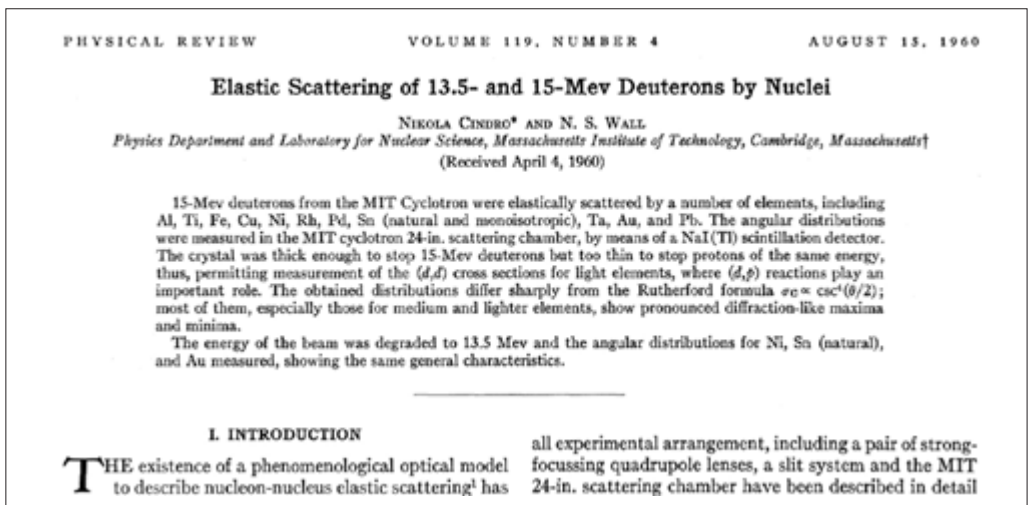 PHYSICAL REVIEW VOLUME 119, NUMBER 4 AUGUST 15, 1960
Elastic Scattering of 13.5- and 15-Mev Deuterons by Nuclei
NIKOLA CINDRO* AND N. S. WALL
Physics Department and Laboratory for Nuclear Science, Massachusetts Institute of Technology, Cambridge, Massachusetts†
(Received April 4, 1960)
15-Mev deuterons from the MIT Cyclotron were elastically scattered by a number of elements, including
Al, Ti, Fe, Cu, Ni, Rh, Pd, Sn (natural and monoisotropic), Ta, Au, and Pb. The angular distributions
were measured in the MIT cyclotron 24-in. scattering chamber, by means of a NaI(Tl) scintillation detector.
The crystal was thick enough to stop 15-Mev deuterons but too thin to stop protons of the same energy,
thus, permitting measurement of the (d,d) cross sections for light elements, where (d,p) reactions play an
important role. The obtained distributions differ sharply from the Rutherford formula σc∝ csc⁴(θ/2);
most of them, especially those for medium and lighter elements, show pronounced diffraction-like maxima
and minima.
The energy of the beam was degraded to 13.5 Mev and the angular distributions for Ni, Sn (natural),
and Au measured, showing the same general characteristics.
I. INTRODUCTION
THE existence of a phenomenological optical model
to describe nucleon-nucleus elastic scattering¹ has
all experimental arrangement, including a pair of strong-
focussing quadrupole lenses, a slit system and the MIT
24-in. scattering chamber have been described in detail